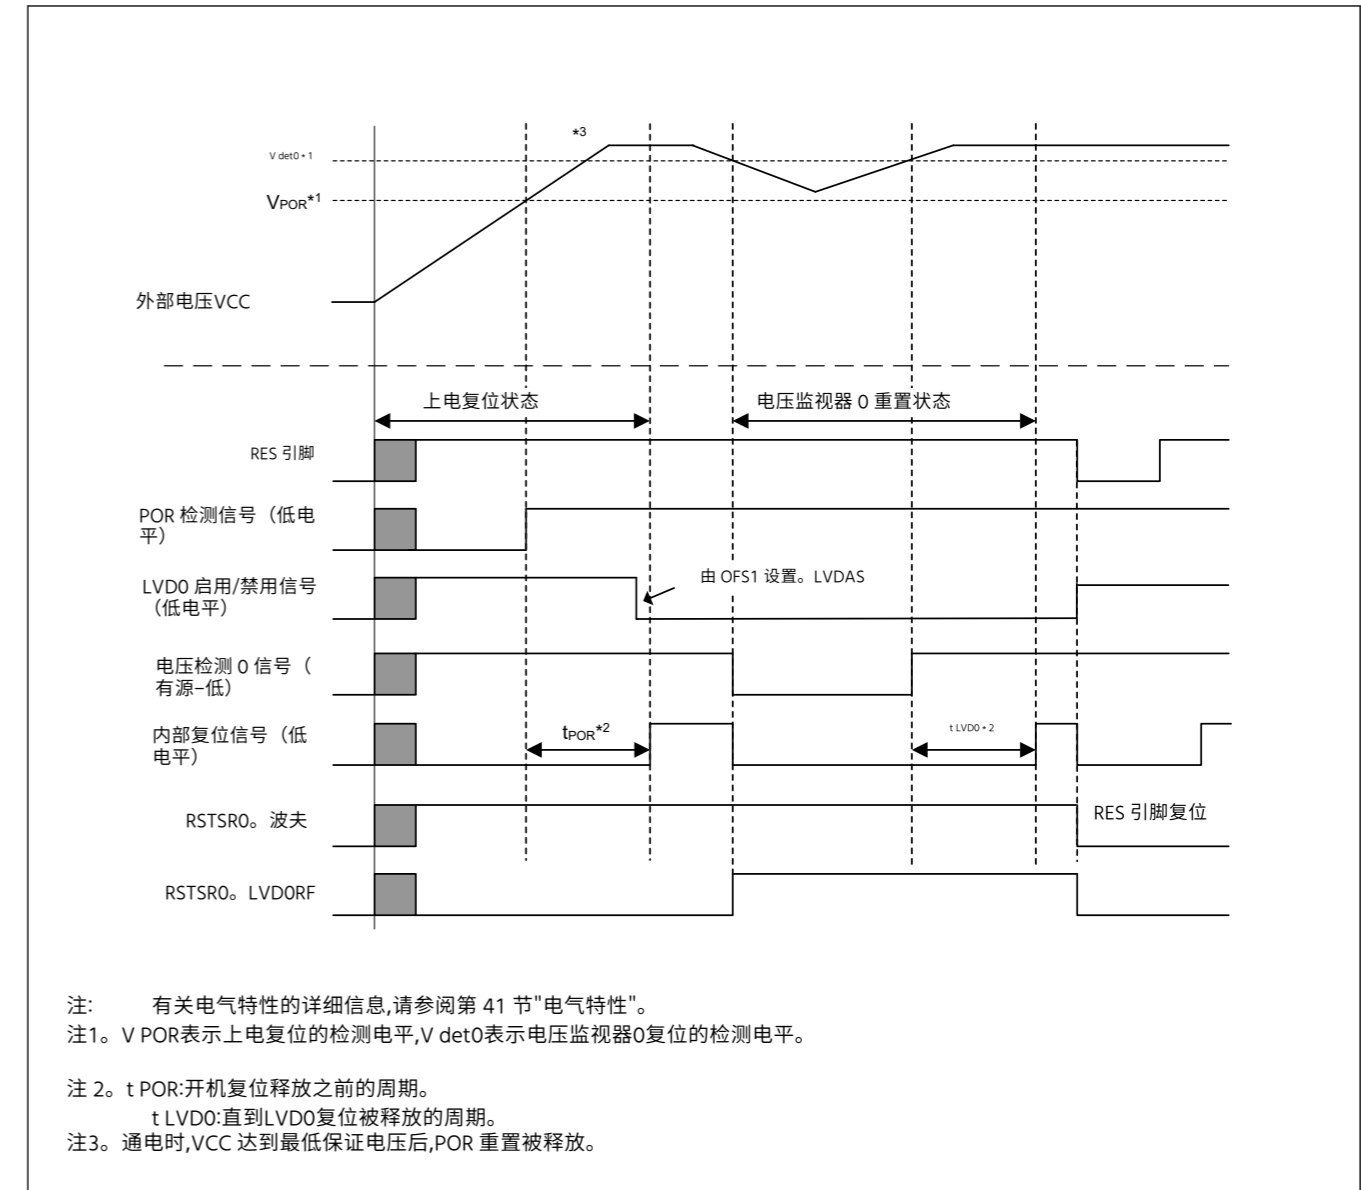 *3
V det0 * 1
VPOR*1
外部电压VCC
上电复位状态
电压监视器 0 重置状态
RES 引脚
POR 检测信号（低电
平）
LVD0 启用/禁用信号
（低电平）
由 OFS1 设置。LVDAS
电压检测 0 信号（
有源–低）
内部复位信号（低
电平）
tPOR*2
t LVD0 * 2
RSTSR0。波夫
RES 引脚复位
RSTSR0。LVD0RF
注: 有关电气特性的详细信息,请参阅第 41 节"电气特性"。
注1。V POR表示上电复位的检测电平,V det0表示电压监视器0复位的检测电平。
注 2。t POR:开机复位释放之前的周期。
t LVD0:直到LVD0复位被释放的周期。
注3。通电时,VCC 达到最低保证电压后,POR 重置被释放。